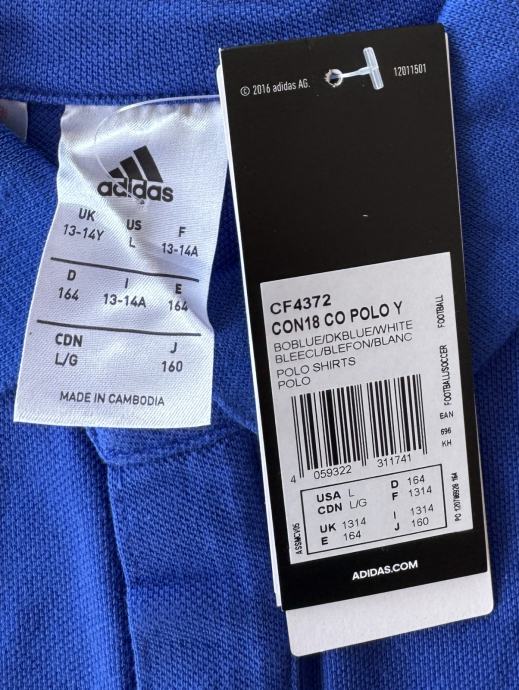 adidas
UK US F
13-14Y L 13-14A
D I E
164 13-14A 164
CDN J
L/G 160
MADE IN CAMBODIA
© 2016 adidas AG. 12011501
CF4372
CON18 CO POLO Y
BOBLUE/DKBLUE/WHITE
BLEECL/BLEFON/BLANC
POLO SHIRTS
POLO
FOOTBALL
FOOTBALL/SOCCER
EAN
696
KH
4 059322 311741
USA L D 164
CDN L/G F 1314
UK 1314 I 1314
E 164 J 160
ASSMCV05
ADIDAS.COM